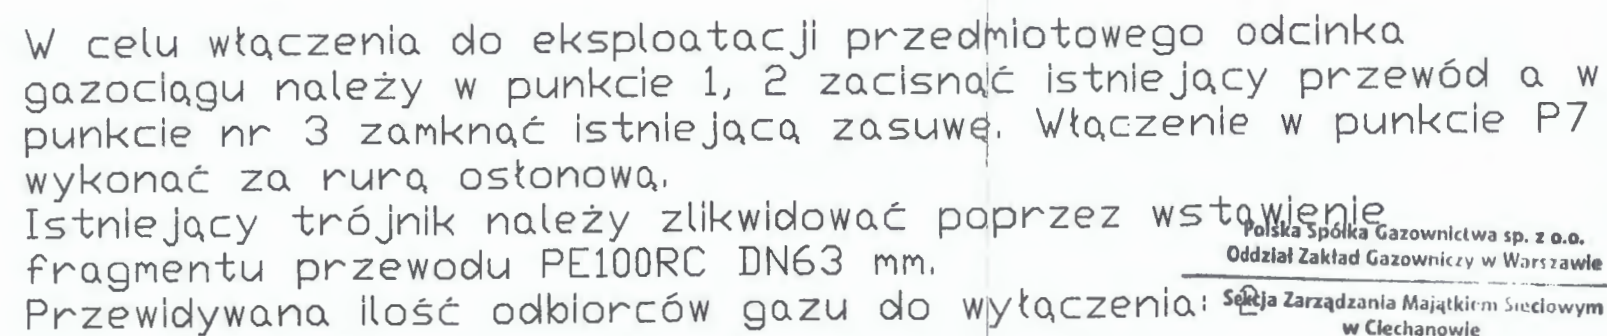 W celu włączenia do eksploatacji przedmiotowego odcinka
gazociągu należy w punkcie 1, 2 zacisnąć istniejący przewód a w
punkcie nr 3 zamknąć istniejącą zasuwę. Włączenie w punkcie P7
wykonać za rurą osłonową.
Istniejący trójnik należy zlikwidować poprzez wstawienie
Polska Spółka Gazownictwa sp. z o.o.
fragmentu przewodu PE100RC DN63 mm.
Oddział Zakład Gazowniczy w Warszawie
Przewidywana ilość odbiorców gazu do wyłączenia:
Sekcja Zarządzania Majątkiem Sieciowym
w Ciechanowie